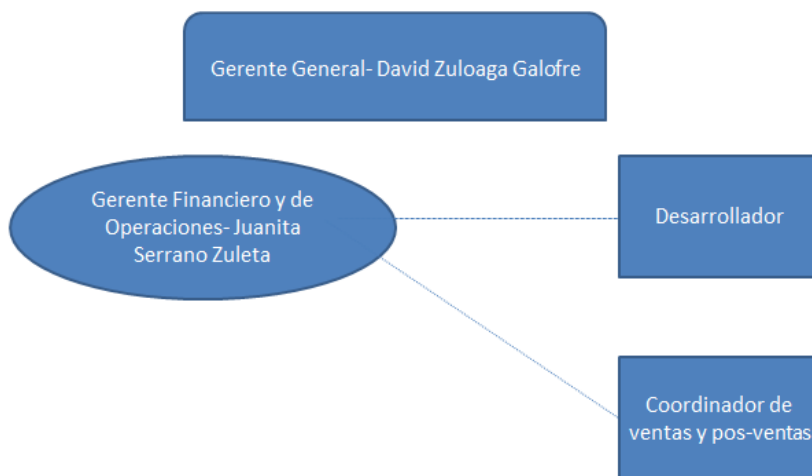 Gerente General- David Zuloaga Galofre
Gerente Financiero y de
Operaciones- Juanita
Serrano Zuleta
Desarrollador
Coordinador de
ventas y pos-ventas